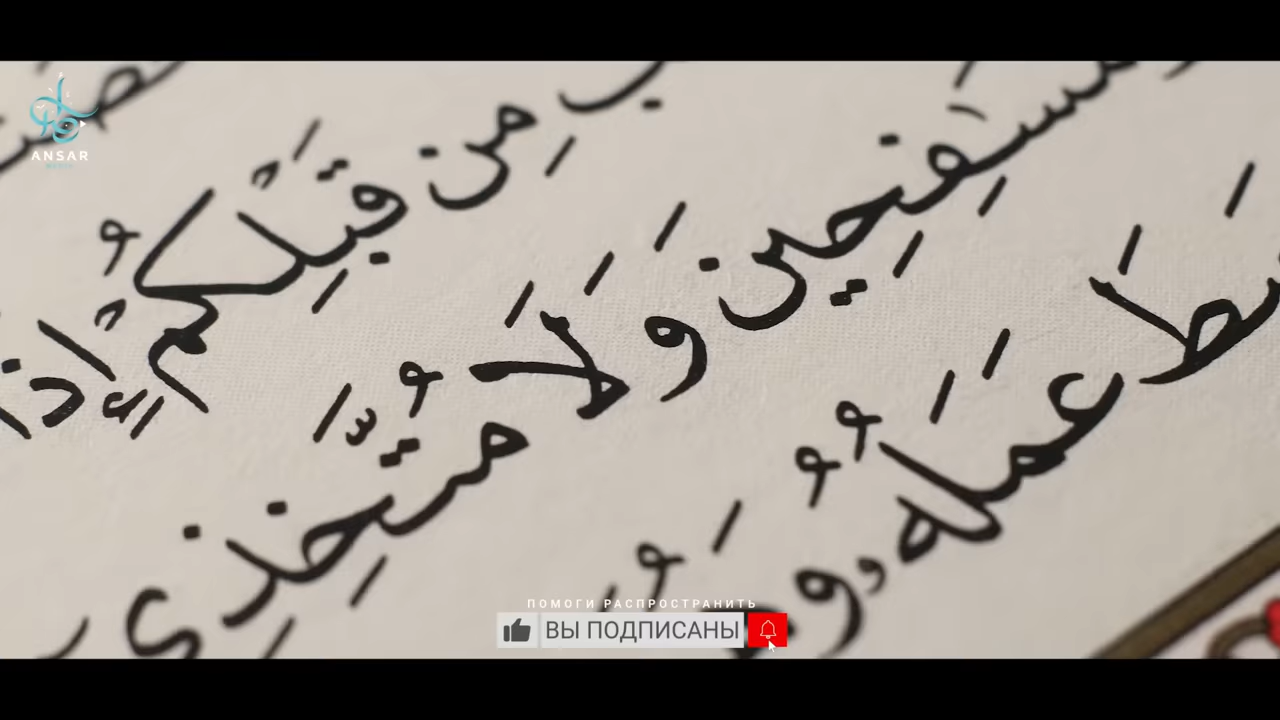 ANSAR
مِن قَبْلِكُمْ إِذَ
سَٰفِحِينَ وَلَا مُتَّخِذِى
طَ عَمَلُهُۥ وَ
ПОМОГИ РАСПРОСТРАНИТЬ
ВЫ ПОДПИСАНЫ